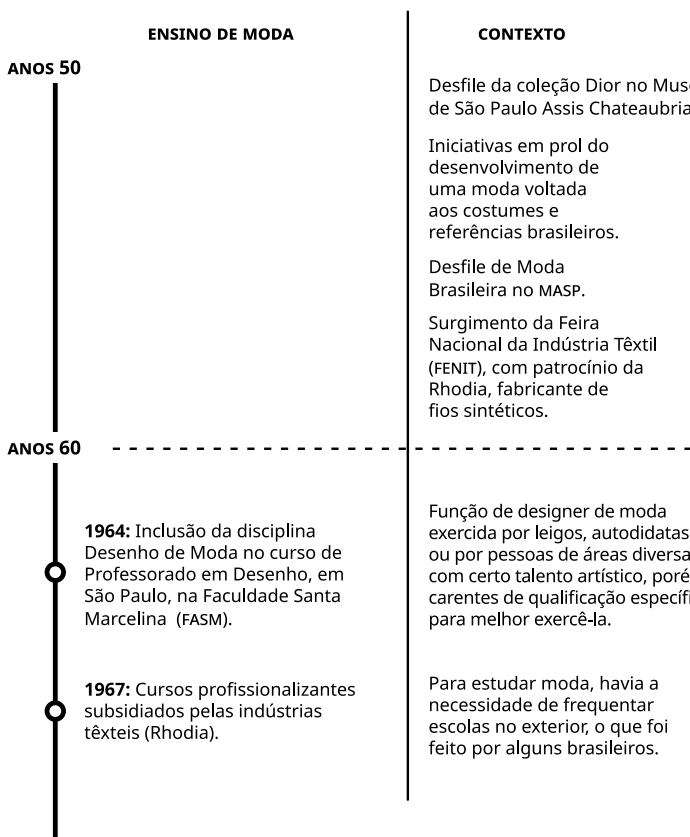 ENSINO DE MODA
CONTEXTO
ANOS 50
Desfile da coleção Dior no
de São Paulo Assis
Iniciativas em prol do
desenvolvimento de
uma moda voltada
aos costumes e
referências brasileiros.
Desfile de Moda
Brasileira no MASP.
Surgimento da Feira
Nacional da Indústria Têxtil
(FENIT), com patrocínio da
Rhodia, fabricante de
fios sintéticos.
ANOS 60
1964: Inclusão da disciplina
Desenho de Moda no curso de
Professorado em Desenho, em
São Paulo, na Faculdade Santa
Marcelina (FASM).
Função de designer de moda
exercida por leigos, autodidatas
ou por pessoas de áreas
com certo talento artístico,
carentes de qualificação
para melhor exercê-la.
1967: Cursos profissionalizantes
subsidiados pelas indústrias
têxteis (Rhodia).
Para estudar moda, havia a
necessidade de frequentar
escolas no exterior, o que foi
feito por alguns brasileiros.